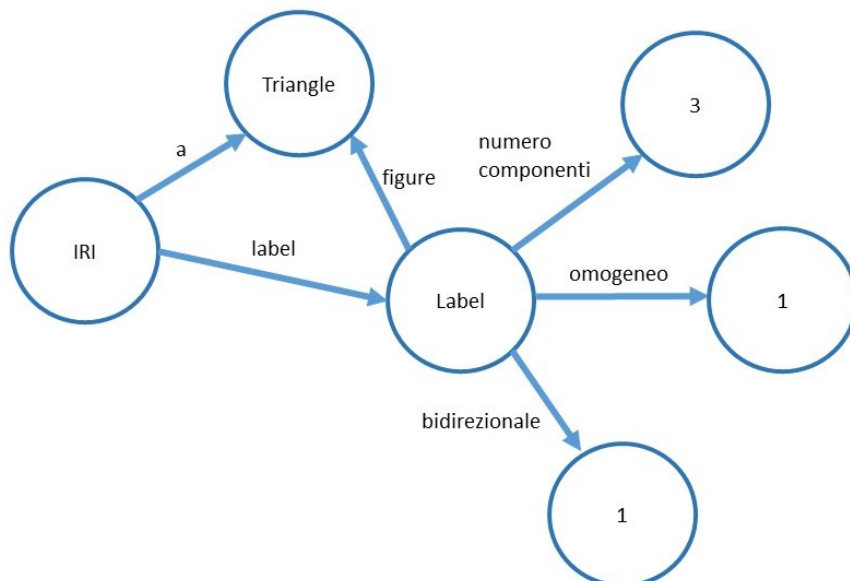 Triangle
3
numero
componenti
a
figure
IRI
label
omogeneo
Label
1
bidirezionale
1